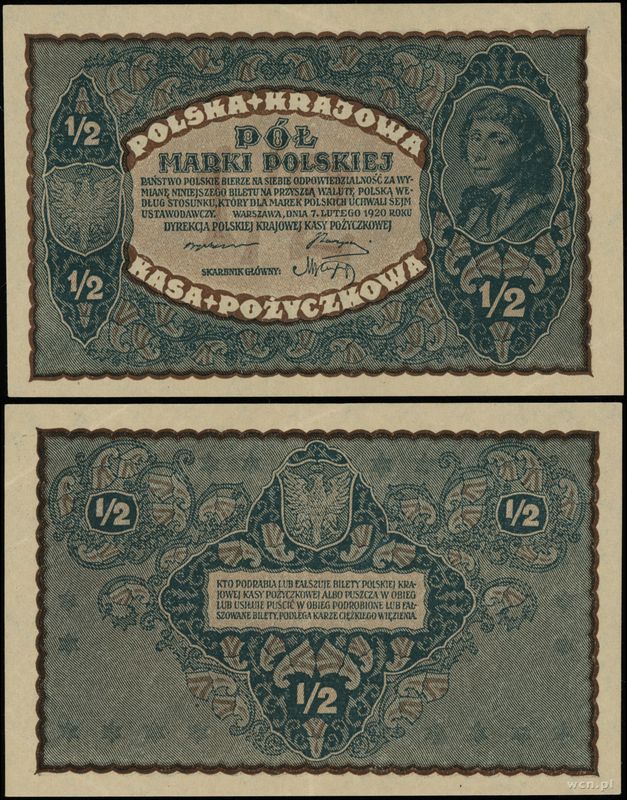 POLSKA+KRAJOWA
PÓŁ
MARKI POLSKIEJ
1/2
PAŃSTWO POLSKIE BIERZE NA SIEBIE ODPOWIEDZIALNOŚĆ ZA WY-
MIANĘ NINIEJSZEGO BILETU NA PRZYSZŁĄ WALUTĘ POLSKĄ WE-
DŁUG STOSUNKU, KTÓRY DLA MAREK POLSKICH UCHWALI SEJM
USTAWODAWCZY. WARSZAWA, DNIA 7. LUTEGO 1920 ROKU
DYREKCJA POLSKIEJ KRAJOWEJ KASY POŻYCZKOWEJ
SKARBNIK GŁÓWNY:
1/2
1/2
KASA+POŻYCZKOWA
1/2
1/2
KTO PODRABIA LUB FAŁSZUJE BILETY POLSKIEJ KRA-
JOWEJ KASY POŻYCZKOWEJ ALBO PUSZCZA W OBIEG
LUB USIŁUJE PUŚCIĆ W OBIEG PODROBIONE LUB FAŁ-
SZOWANE BILETY, PODLEGA KARZE CIĘŻKIEGO WIĘZIENIA.
1/2
wcn.pl